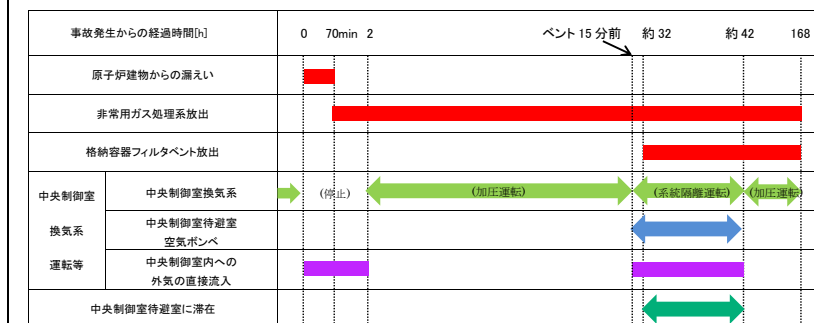 事故発生からの経過時間[h]
0 70min 2 ベント 15 分前 約 32 約 42 168
原子炉建物からの漏えい
非常用ガス処理系放出
格納容器フィルタベント放出
中央制御室
換気系
運転等
中央制御室換気系
(停止) (加圧運転) (系統隔離運転) (加圧運転)
中央制御室待避室
空気ボンベ
中央制御室内への
外気の直接流入
中央制御室待避室に滞在